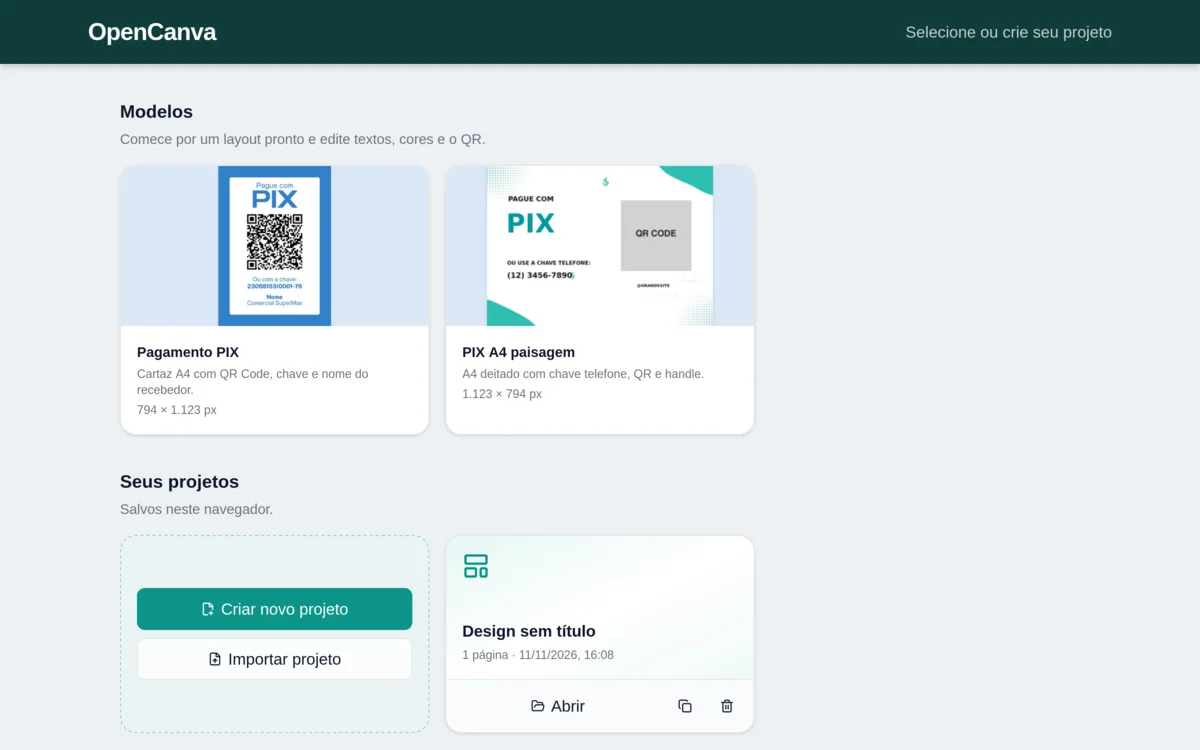 OpenCanva
Selecione ou crie seu projeto
Modelos
Comece por um layout pronto e edite textos, cores e o QR.
Pague com
PIX
Ou com a chave:
23088153/0001-76
Nome
Comercial SuperMax
PAGUE COM
PIX
OU USE A CHAVE TELEFONE:
(12) 3456-7890
QR CODE
@GRANDESITE
Pagamento PIX
Cartaz A4 com QR Code, chave e nome do
recebedor.
794 × 1.123 px
PIX A4 paisagem
A4 deitado com chave telefone, QR e handle.
1.123 × 794 px
Seus projetos
Salvos neste navegador.
Criar novo projeto
Importar projeto
Design sem título
1 página · 11/11/2026, 16:08
Abrir